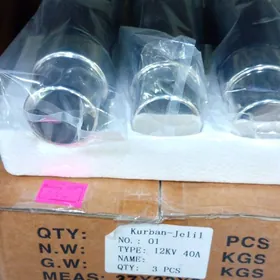 Kurban-Jelil
NO.: 01
TYPE: 12KV 40A
NAME:
QTY: 3 PCS
QTY: PCS
N.W: KGS
G.W: KGS
MEAS: